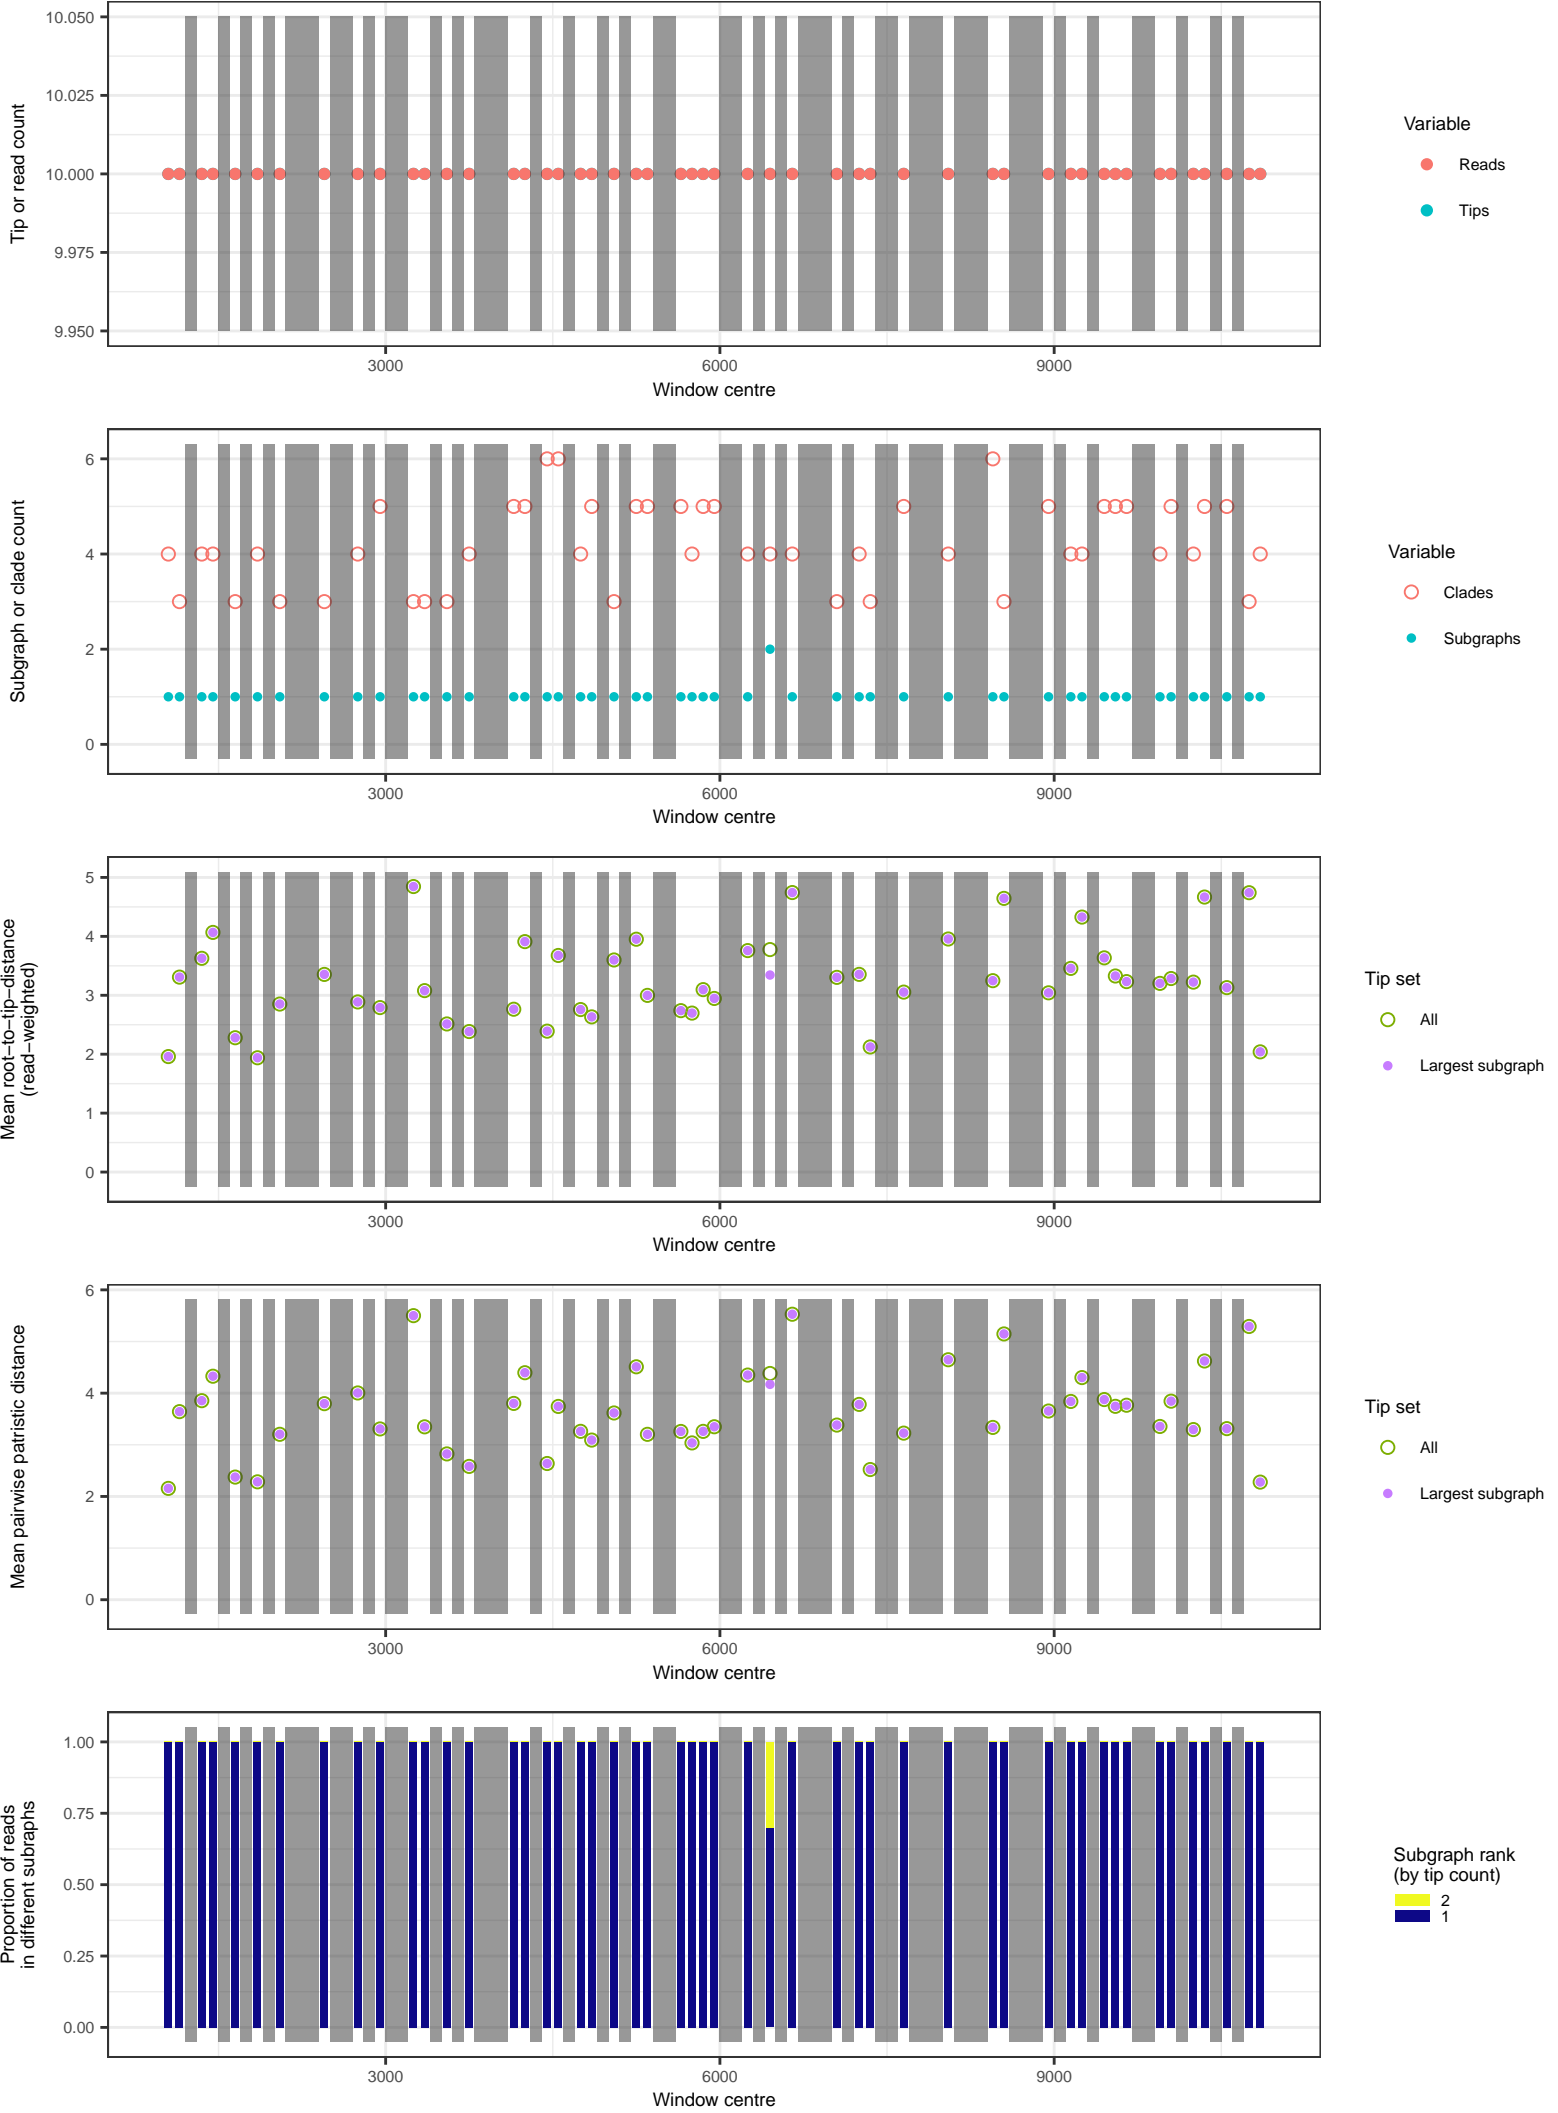 10.050
10.025
10.000
9.975
9.950
Tip or read count
3000 6000 9000
Window centre
Variable
Reads
Tips
6
4
2
0
Subgraph or clade count
3000 6000 9000
Window centre
Variable
Clades
Subgraphs
5
4
3
2
1
0
Mean root−to−tip−distance
(read−weighted)
3000 6000 9000
Window centre
Tip set
All
Largest subgraph
6
4
2
0
Mean pairwise patristic distance
3000 6000 9000
Window centre
Tip set
All
Largest subgraph
1.00
0.75
0.50
0.25
0.00
Proportion of reads
in different subraphs
3000 6000 9000
Window centre
Subgraph rank
(by tip count)
2
1